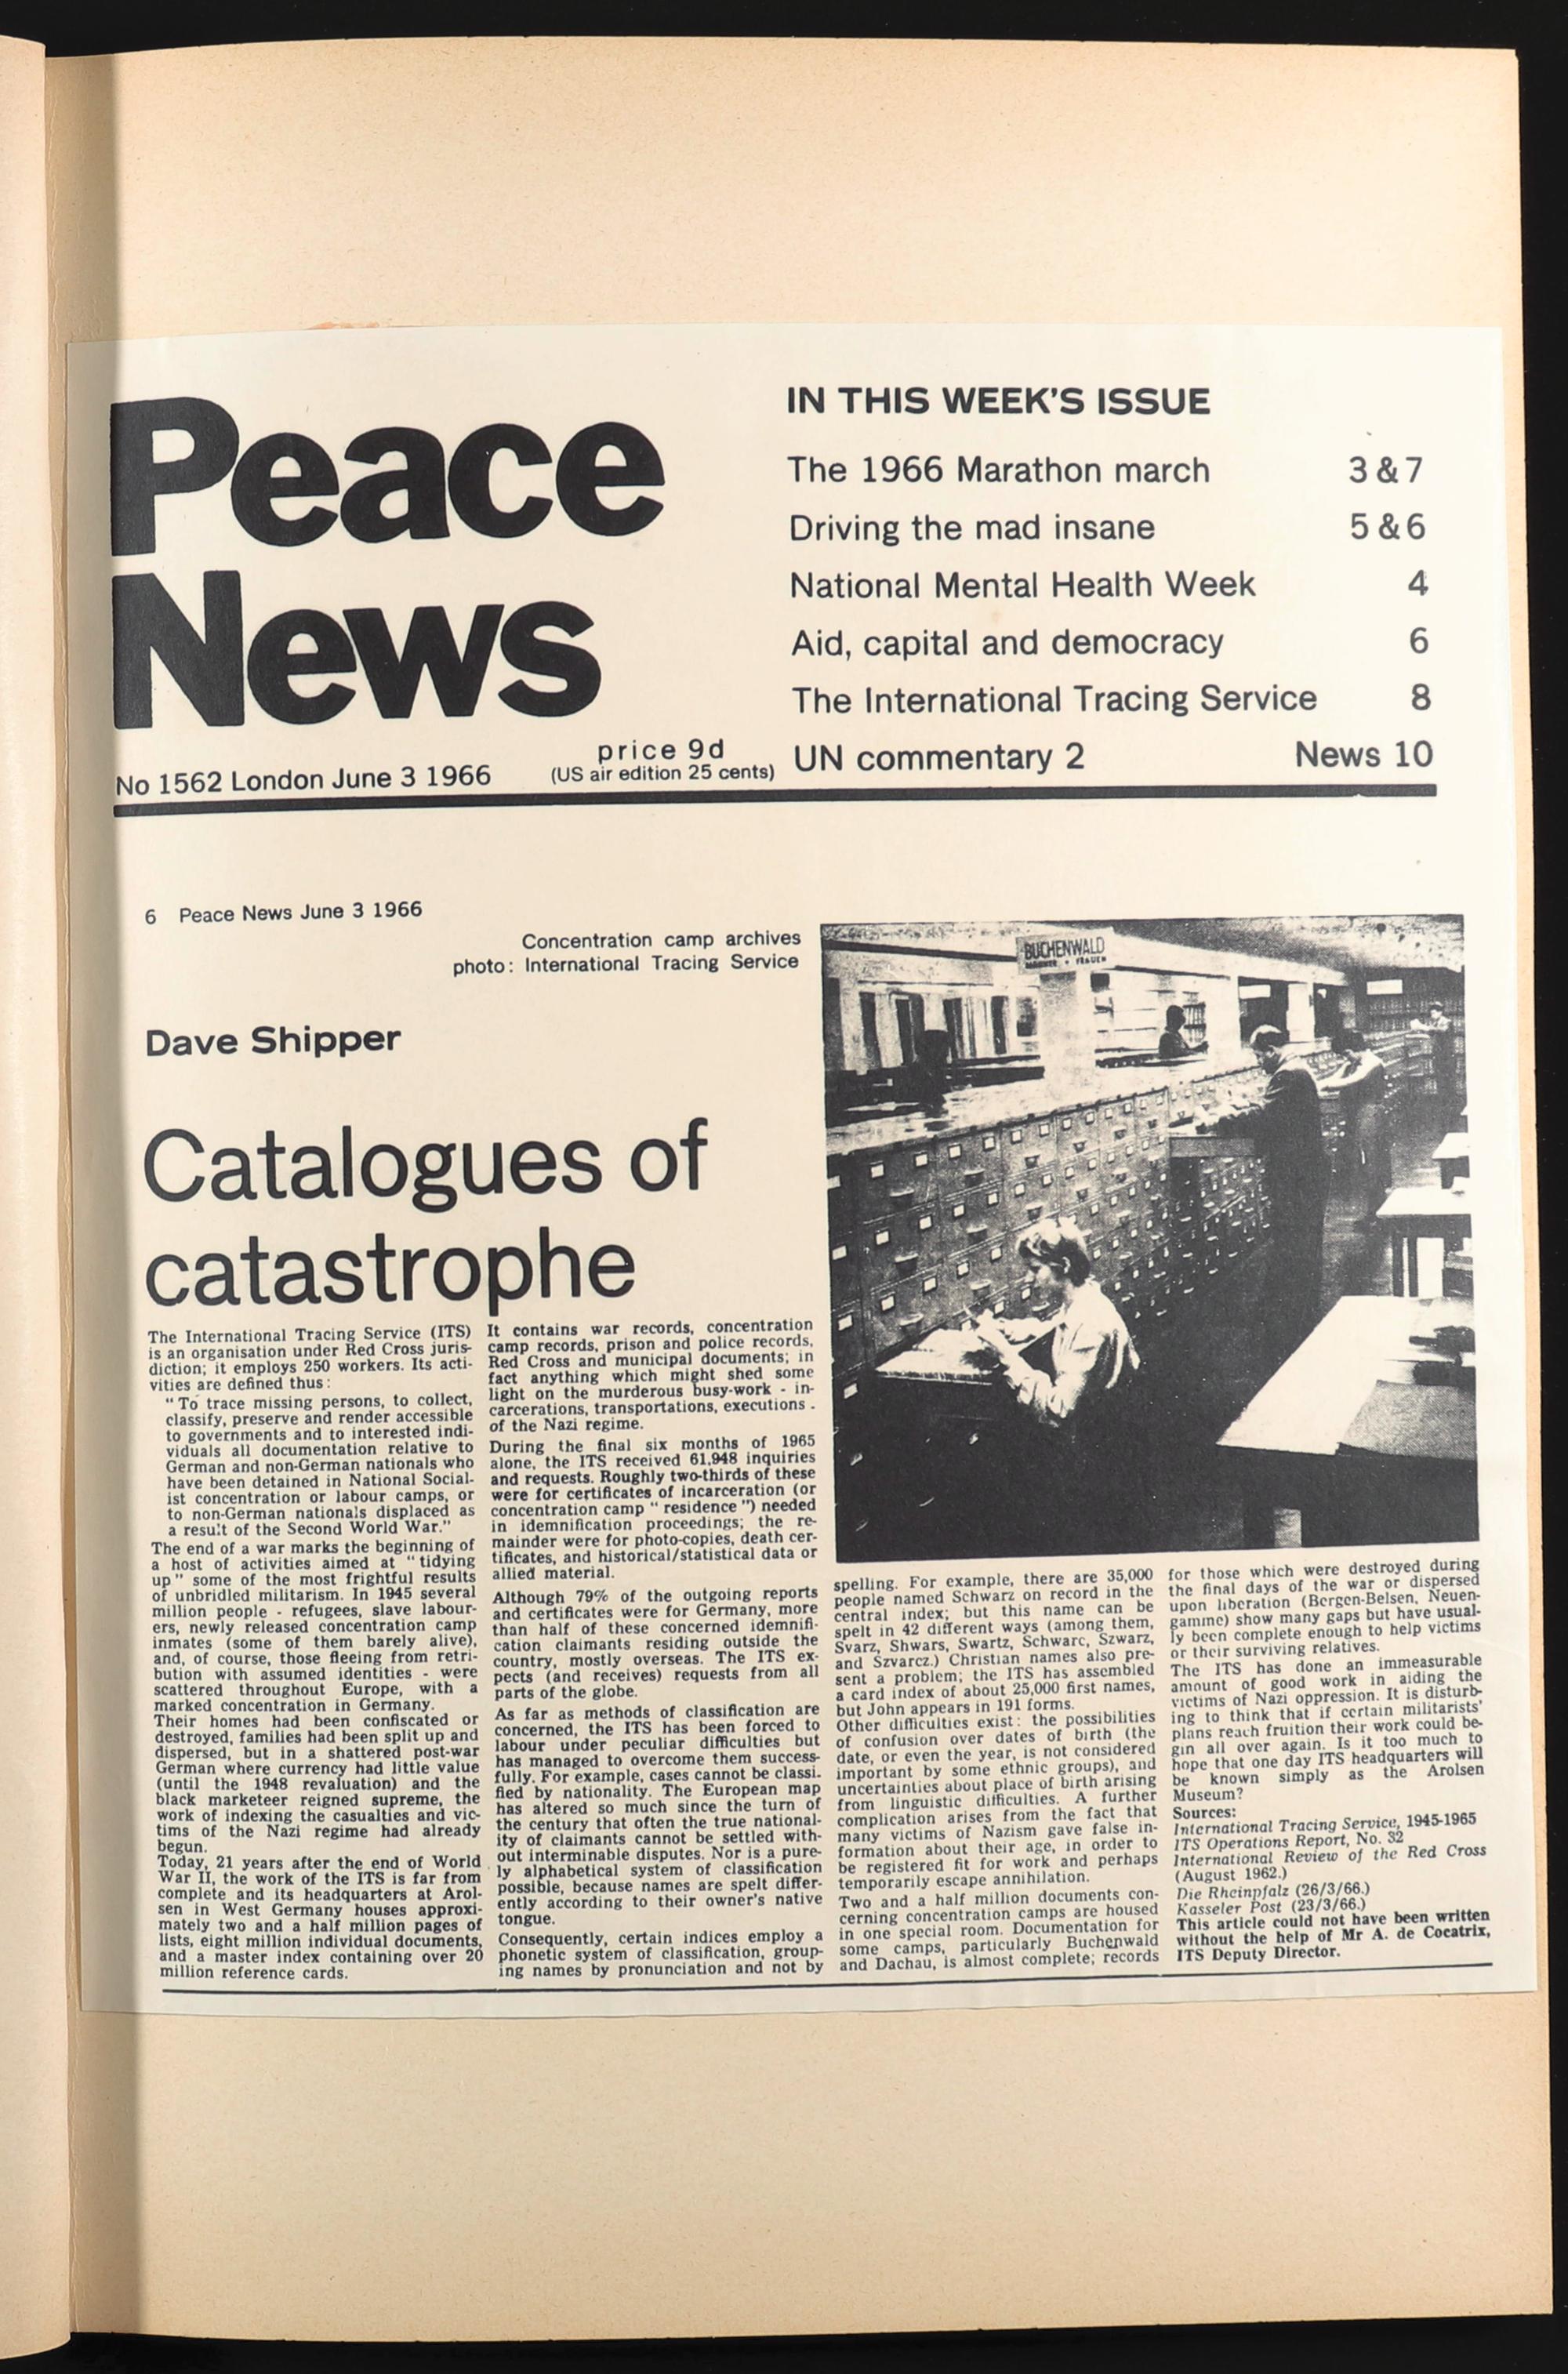 Peace
News
No 1562 London June 3 1966
price 9d
(US air edition 25 cents)
IN THIS WEEK'S ISSUE
The 1966 Marathon march 3 & 7
Driving the mad insane 5 & 6
National Mental Health Week 4
Aid, capital and democracy 6
The International Tracing Service 8
UN commentary 2 News 10
6 Peace News June 3 1966
Concentration camp archives
photo: International Tracing Service
BUCHENWALD
FRAUEN
Dave Shipper
Catalogues of
catastrophe
The International Tracing Service (ITS)
is an organisation under Red Cross juris-
diction; it employs 250 workers. Its acti-
vities are defined thus:
"To trace missing persons, to collect,
classify, preserve and render accessible
to governments and to interested indi-
viduals all documentation relative to
German and non-German nationals who
have been detained in National Social-
ist concentration or labour camps, or
to non-German nationals displaced as
a result of the Second World War."
The end of a war marks the beginning of
a host of activities aimed at "tidying
up" some of the most frightful results
of unbridled militarism. In 1945 several
million people - refugees, slave labour-
ers, newly released concentration camp
inmates (some of them barely alive),
and, of course, those fleeing from retri-
bution with assumed identities - were
scattered throughout Europe, with a
marked concentration in Germany.
Their homes had been confiscated or
destroyed, families had been split up and
dispersed, but in a shattered post-war
German where currency had little value
(until the 1948 revaluation) and the
black marketeer reigned supreme, the
work of indexing the casualties and vic-
tims of the Nazi regime had already
begun.
Today, 21 years after the end of World
War II, the work of the ITS is far from
complete and its headquarters at Arol-
sen in West Germany houses approxi-
mately two and a half million pages of
lists, eight million individual documents,
and a master index containing over 20
million reference cards.
It contains war records, concentration
camp records, prison and police records,
Red Cross and municipal documents; in
fact anything which might shed some
light on the murderous busy-work - in-
carcerations, transportations, executions -
of the Nazi regime.
During the final six months of 1965
alone, the ITS received 61,948 inquiries
and requests. Roughly two-thirds of these
were for certificates of incarceration (or
concentration camp "residence") needed
in idemnification proceedings; the re-
mainder were for photo-copies, death cer-
tificates, and historical/statistical data or
allied material.
Although 79% of the outgoing reports
and certificates were for Germany, more
than half of these concerned idemnifi-
cation claimants residing outside the
country, mostly overseas. The ITS ex-
pects (and receives) requests from all
parts of the globe.
As far as methods of classification are
concerned, the ITS has been forced to
labour under peculiar difficulties but
has managed to overcome them success-
fully. For example, cases cannot be classi-
fied by nationality. The European map
has altered so much since the turn of
the century that often the true national-
ity of claimants cannot be settled with-
out interminable disputes. Nor is a pure-
ly alphabetical system of classification
possible, because names are spelt differ-
ently according to their owner's native
tongue.
Consequently, certain indices employ a
phonetic system of classification, group-
ing names by pronunciation and not by
spelling. For example, there are 35,000
people named Schwarz on record in the
central index; but this name can be
spelt in 42 different ways (among them,
Svarz, Shwars, Swartz, Schwarc, Szwarz,
and Szvarcz.) Christian names also pre-
sent a problem; the ITS has assembled
a card index of about 25,000 first names,
but John appears in 191 forms.
Other difficulties exist: the possibilities
of confusion over dates of birth (the
date, or even the year, is not considered
important by some ethnic groups), and
uncertainties about place of birth arising
from linguistic difficulties. A further
complication arises from the fact that
many victims of Nazism gave false in-
formation about their age, in order to
be registered fit for work and perhaps
temporarily escape annihilation.
Two and a half million documents con-
cerning concentration camps are housed
in one special room. Documentation for
some camps, particularly Buchenwald
and Dachau, is almost complete; records
for those which were destroyed during
the final days of the war or dispersed
upon liberation (Bergen-Belsen, Neuen-
gamme) show many gaps but have usual-
ly been complete enough to help victims
or their surviving relatives.
The ITS has done an immeasurable
amount of good work in aiding the
victims of Nazi oppression. It is disturb-
ing to think that if certain militarists'
plans reach fruition their work could be-
gin all over again. Is it too much to
hope that one day ITS headquarters will
be known simply as the Arolsen
Museum?
Sources:
International Tracing Service, 1945-1965
ITS Operations Report, No. 32
International Review of the Red Cross
(August 1962.)
Die Rheinpfalz (26/3/66.)
Kasseler Post (23/3/66.)
This article could not have been written
without the help of Mr A. de Cocatrix,
ITS Deputy Director.